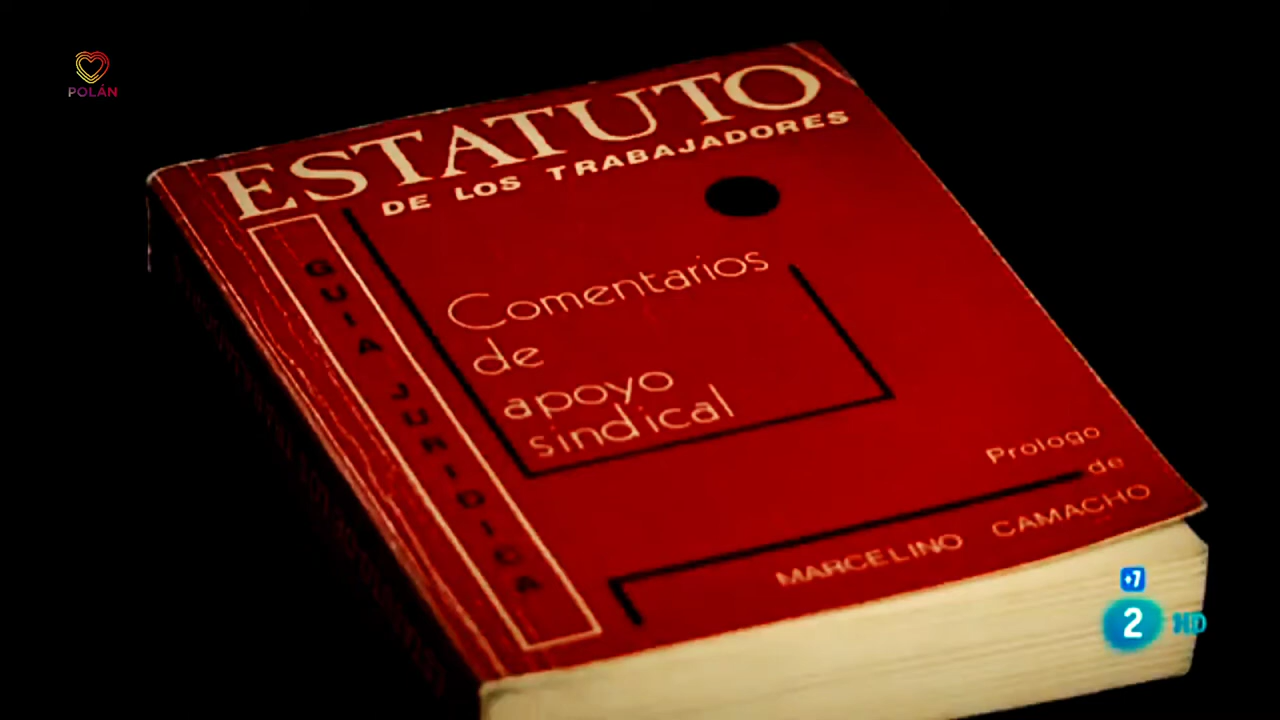 POLÁN
ESTATUTO
DE LOS TRABAJADORES
GUIA JURIDICA
Comentarios
de
apoyo
sindical
Prologo
de
MARCELINO CAMACHO
+7
2 HD